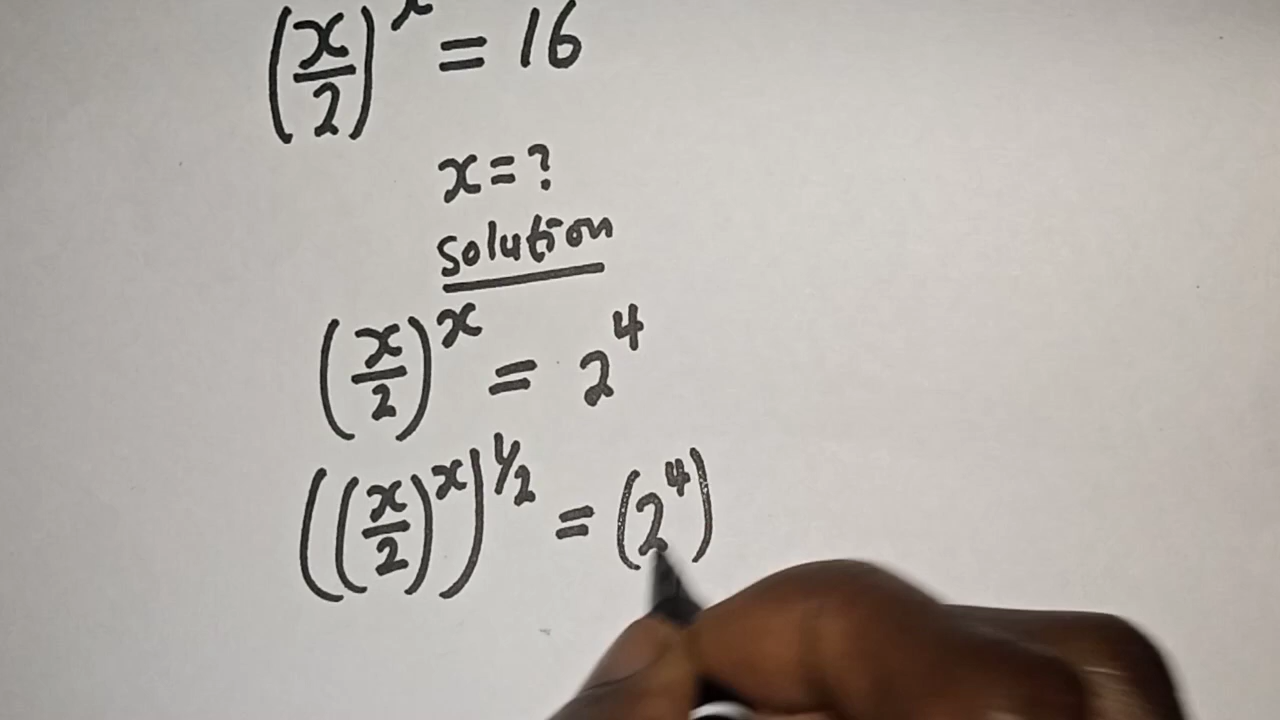 (x/2)^x = 16
x = ?
Solution
(x/2)^x = 2^4
((x/2)^x)^1/2 = (2^4)